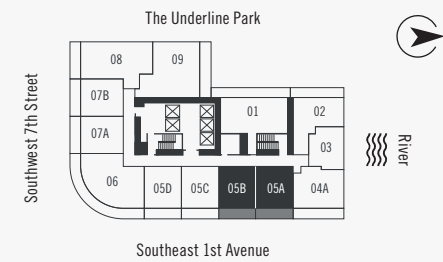 The Underline Park
08
09
07B
01
02
Southwest 7th Street
07A
03
River
06
05D
05C
05B
05A
04A
Southeast 1st Avenue